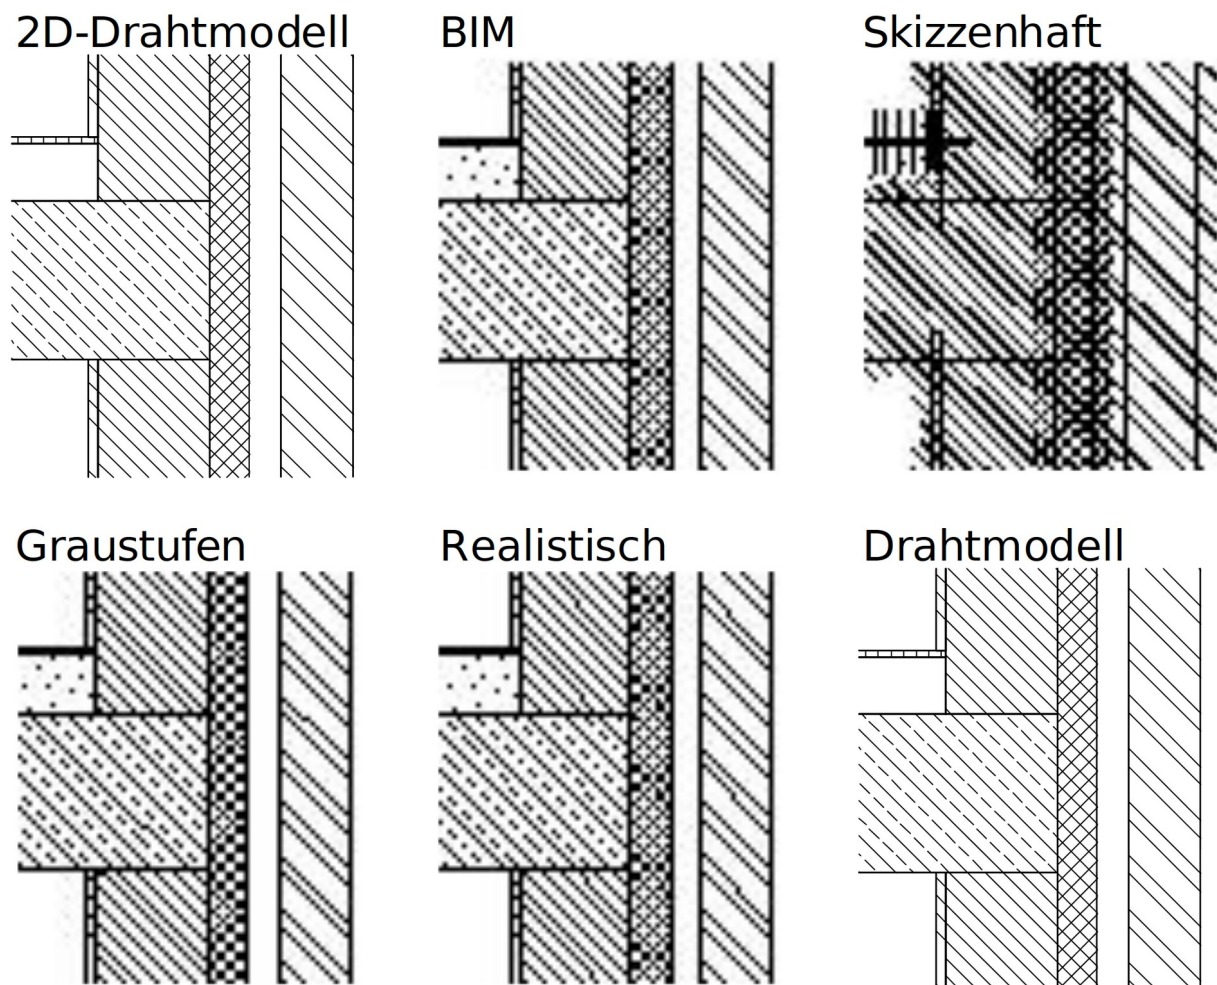 2D-Drahtmodell
BIM
Skizzenhaft
Graustufen
Realistisch
Drahtmodell